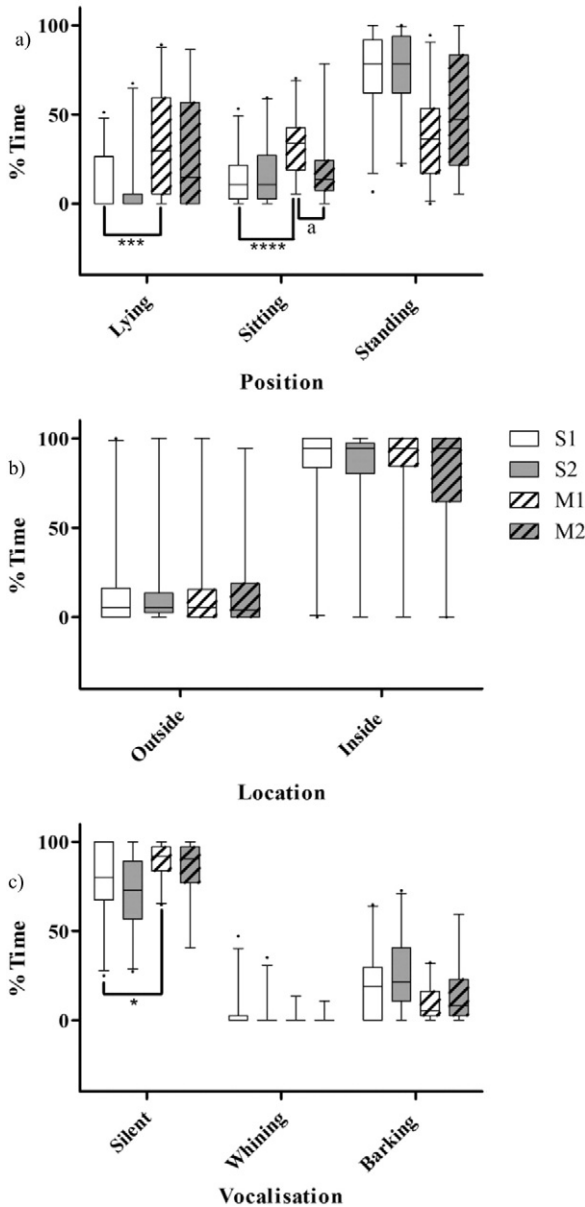 a)
% Time
100
50
0
***
****
a
Lying
Sitting
Standing
Position
b)
% Time
100
50
0
Outside
Inside
Location
S1
S2
M1
M2
c)
% Time
100
50
0
*
Silent
Whining
Barking
Vocalisation